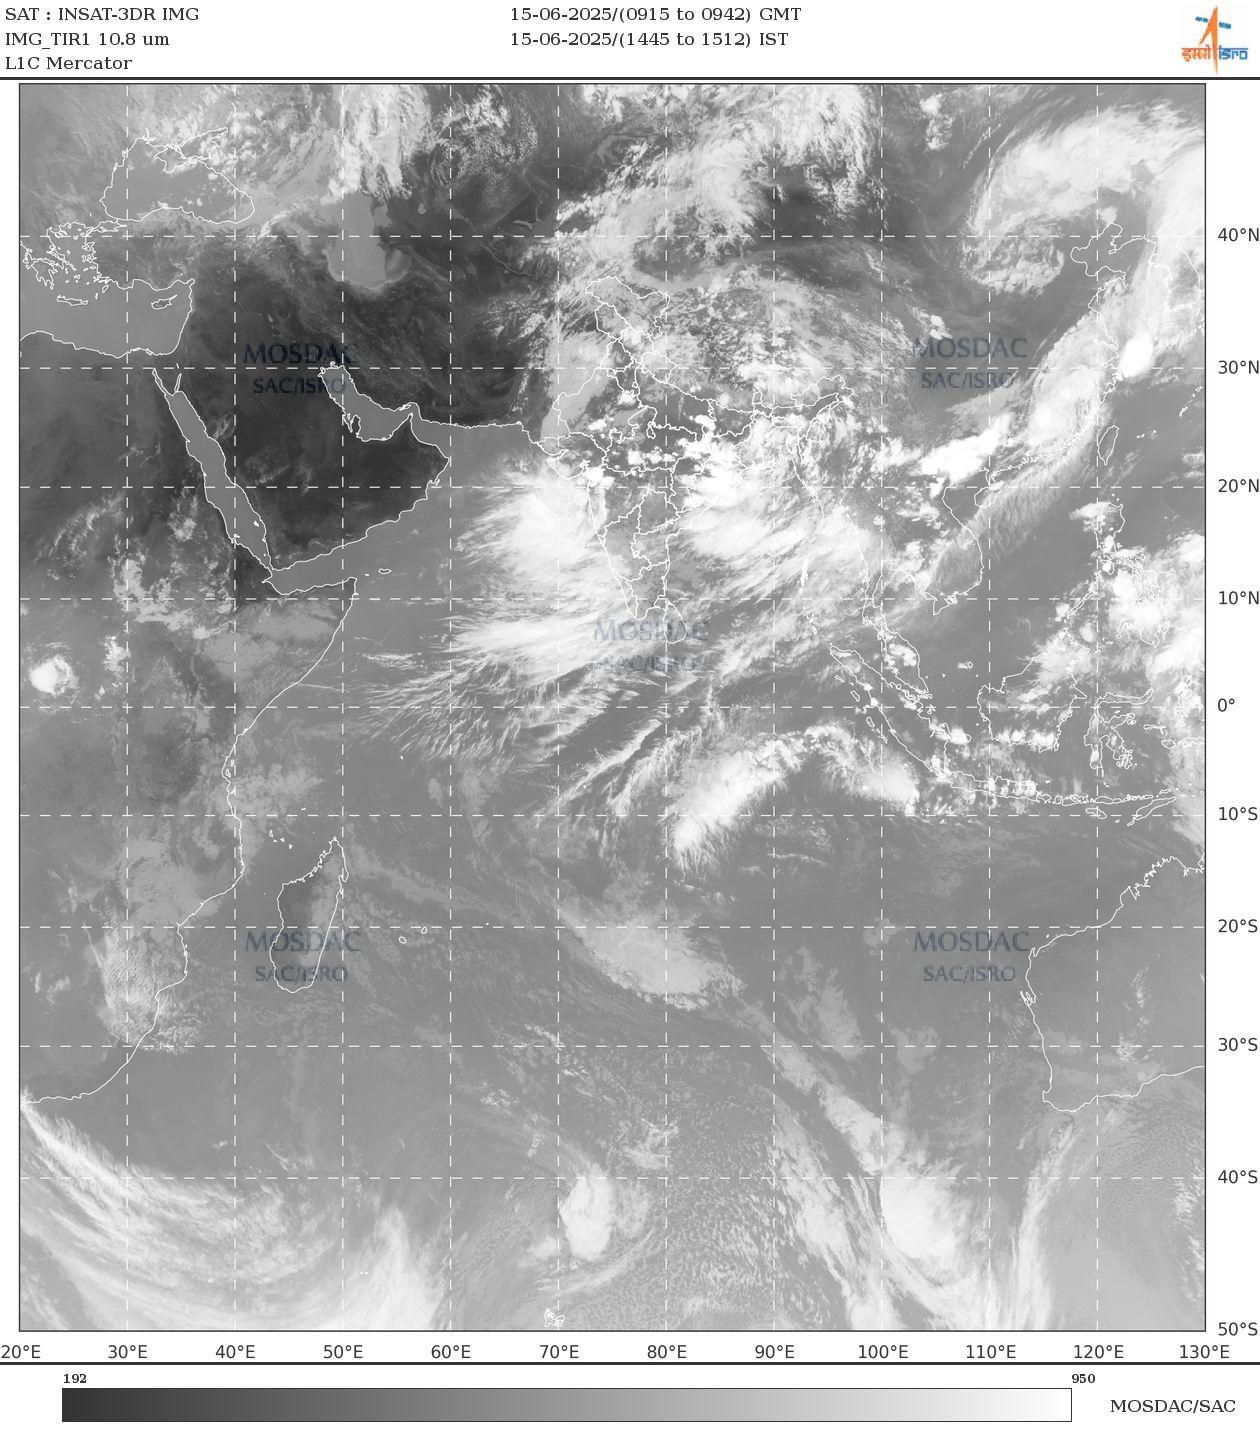 SAT : INSAT-3DR IMG
15-06-2025/(0915 to 0942) GMT
IMG_TIR1 10.8 um
15-06-2025/(1445 to 1512) IST
L1C Mercator
इसरो isro
40°N
MOSDAC
SAC/ISRO
MOSDAC
SAC/ISRO
30°N
20°N
10°N
MOSDAC
SAC/ISRO
0°
10°S
20°S
MOSDAC
SAC/ISRO
MOSDAC
SAC/ISRO
30°S
40°S
50°S
20°E 30°E 40°E 50°E 60°E 70°E 80°E 90°E 100°E 110°E 120°E 130°E
192
950
MOSDAC/SAC